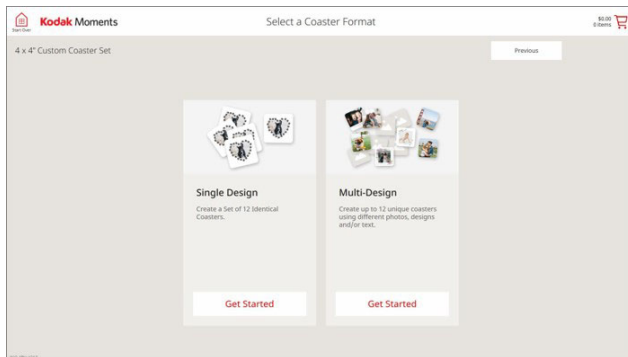 Kodak Moments
Select a Coaster Format
$0.00
0 items
Start Over
4 x 4" Custom Coaster Set
Previous
Single Design
Create a Set of 12 Identical
Coasters.
Get Started
Multi-Design
Create up to 12 unique coasters
using different photos, designs
and/or text.
Get Started